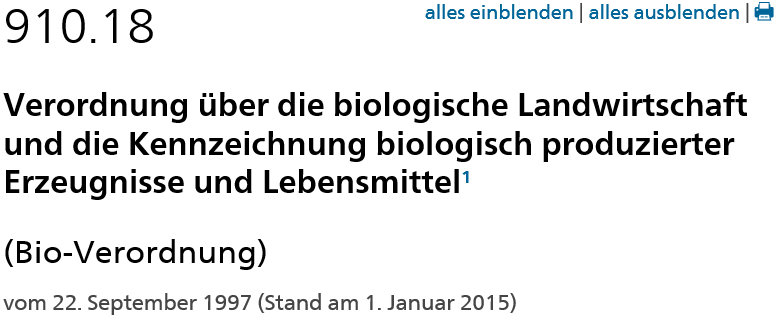 910.18
alles einblenden | alles ausblenden |
Verordnung über die biologische Landwirtschaft
und die Kennzeichnung biologisch produzierter
Erzeugnisse und Lebensmittel¹
(Bio-Verordnung)
vom 22. September 1997 (Stand am 1. Januar 2015)